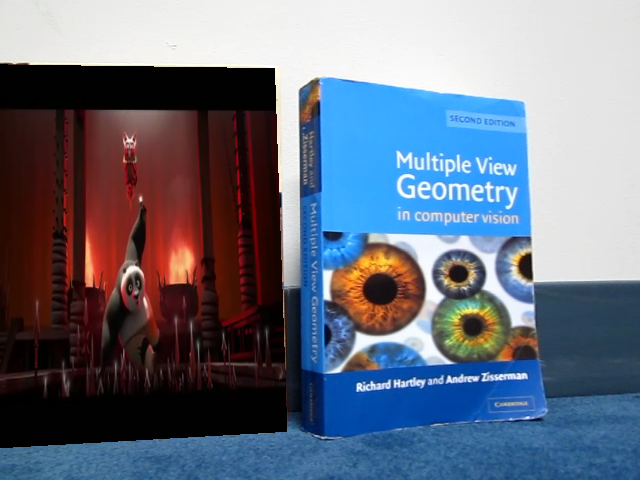 SECOND EDITION
Multiple View
Geometry
in computer vision
Richard Hartley and Andrew Zisserman
CAMBRIDGE
Hartley and
Zisserman
Multiple View Geometry